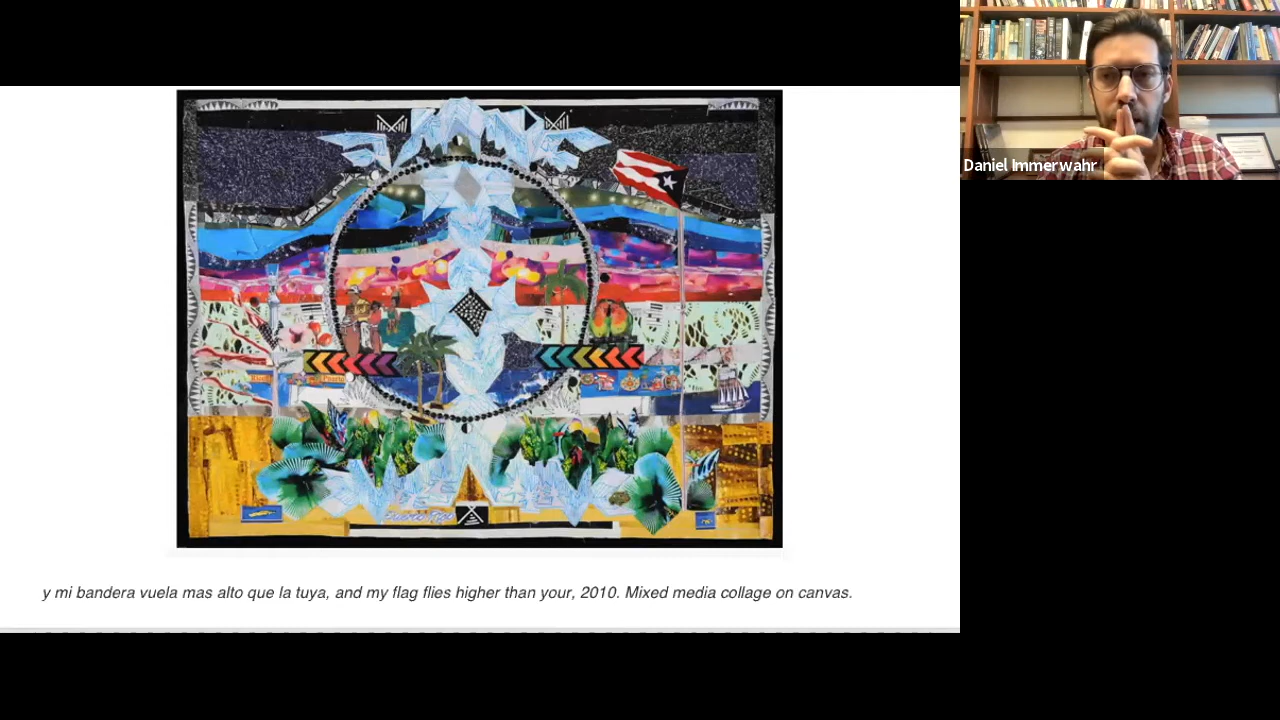 Puerto
y mi bandera vuela mas alto que la tuya, and my flag flies higher than your, 2010. Mixed media collage on canvas.
Daniel Immerwahr